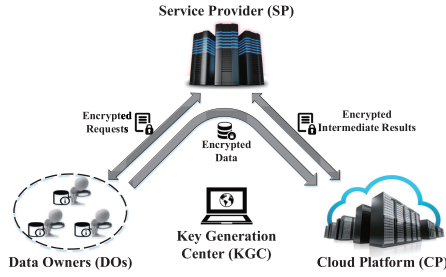 Service Provider (SP)
Encrypted
Requests
Encrypted
Intermediate Results
Encrypted
Data
Data Owners (DOs)
Key Generation
Center (KGC)
Cloud Platform (CP)